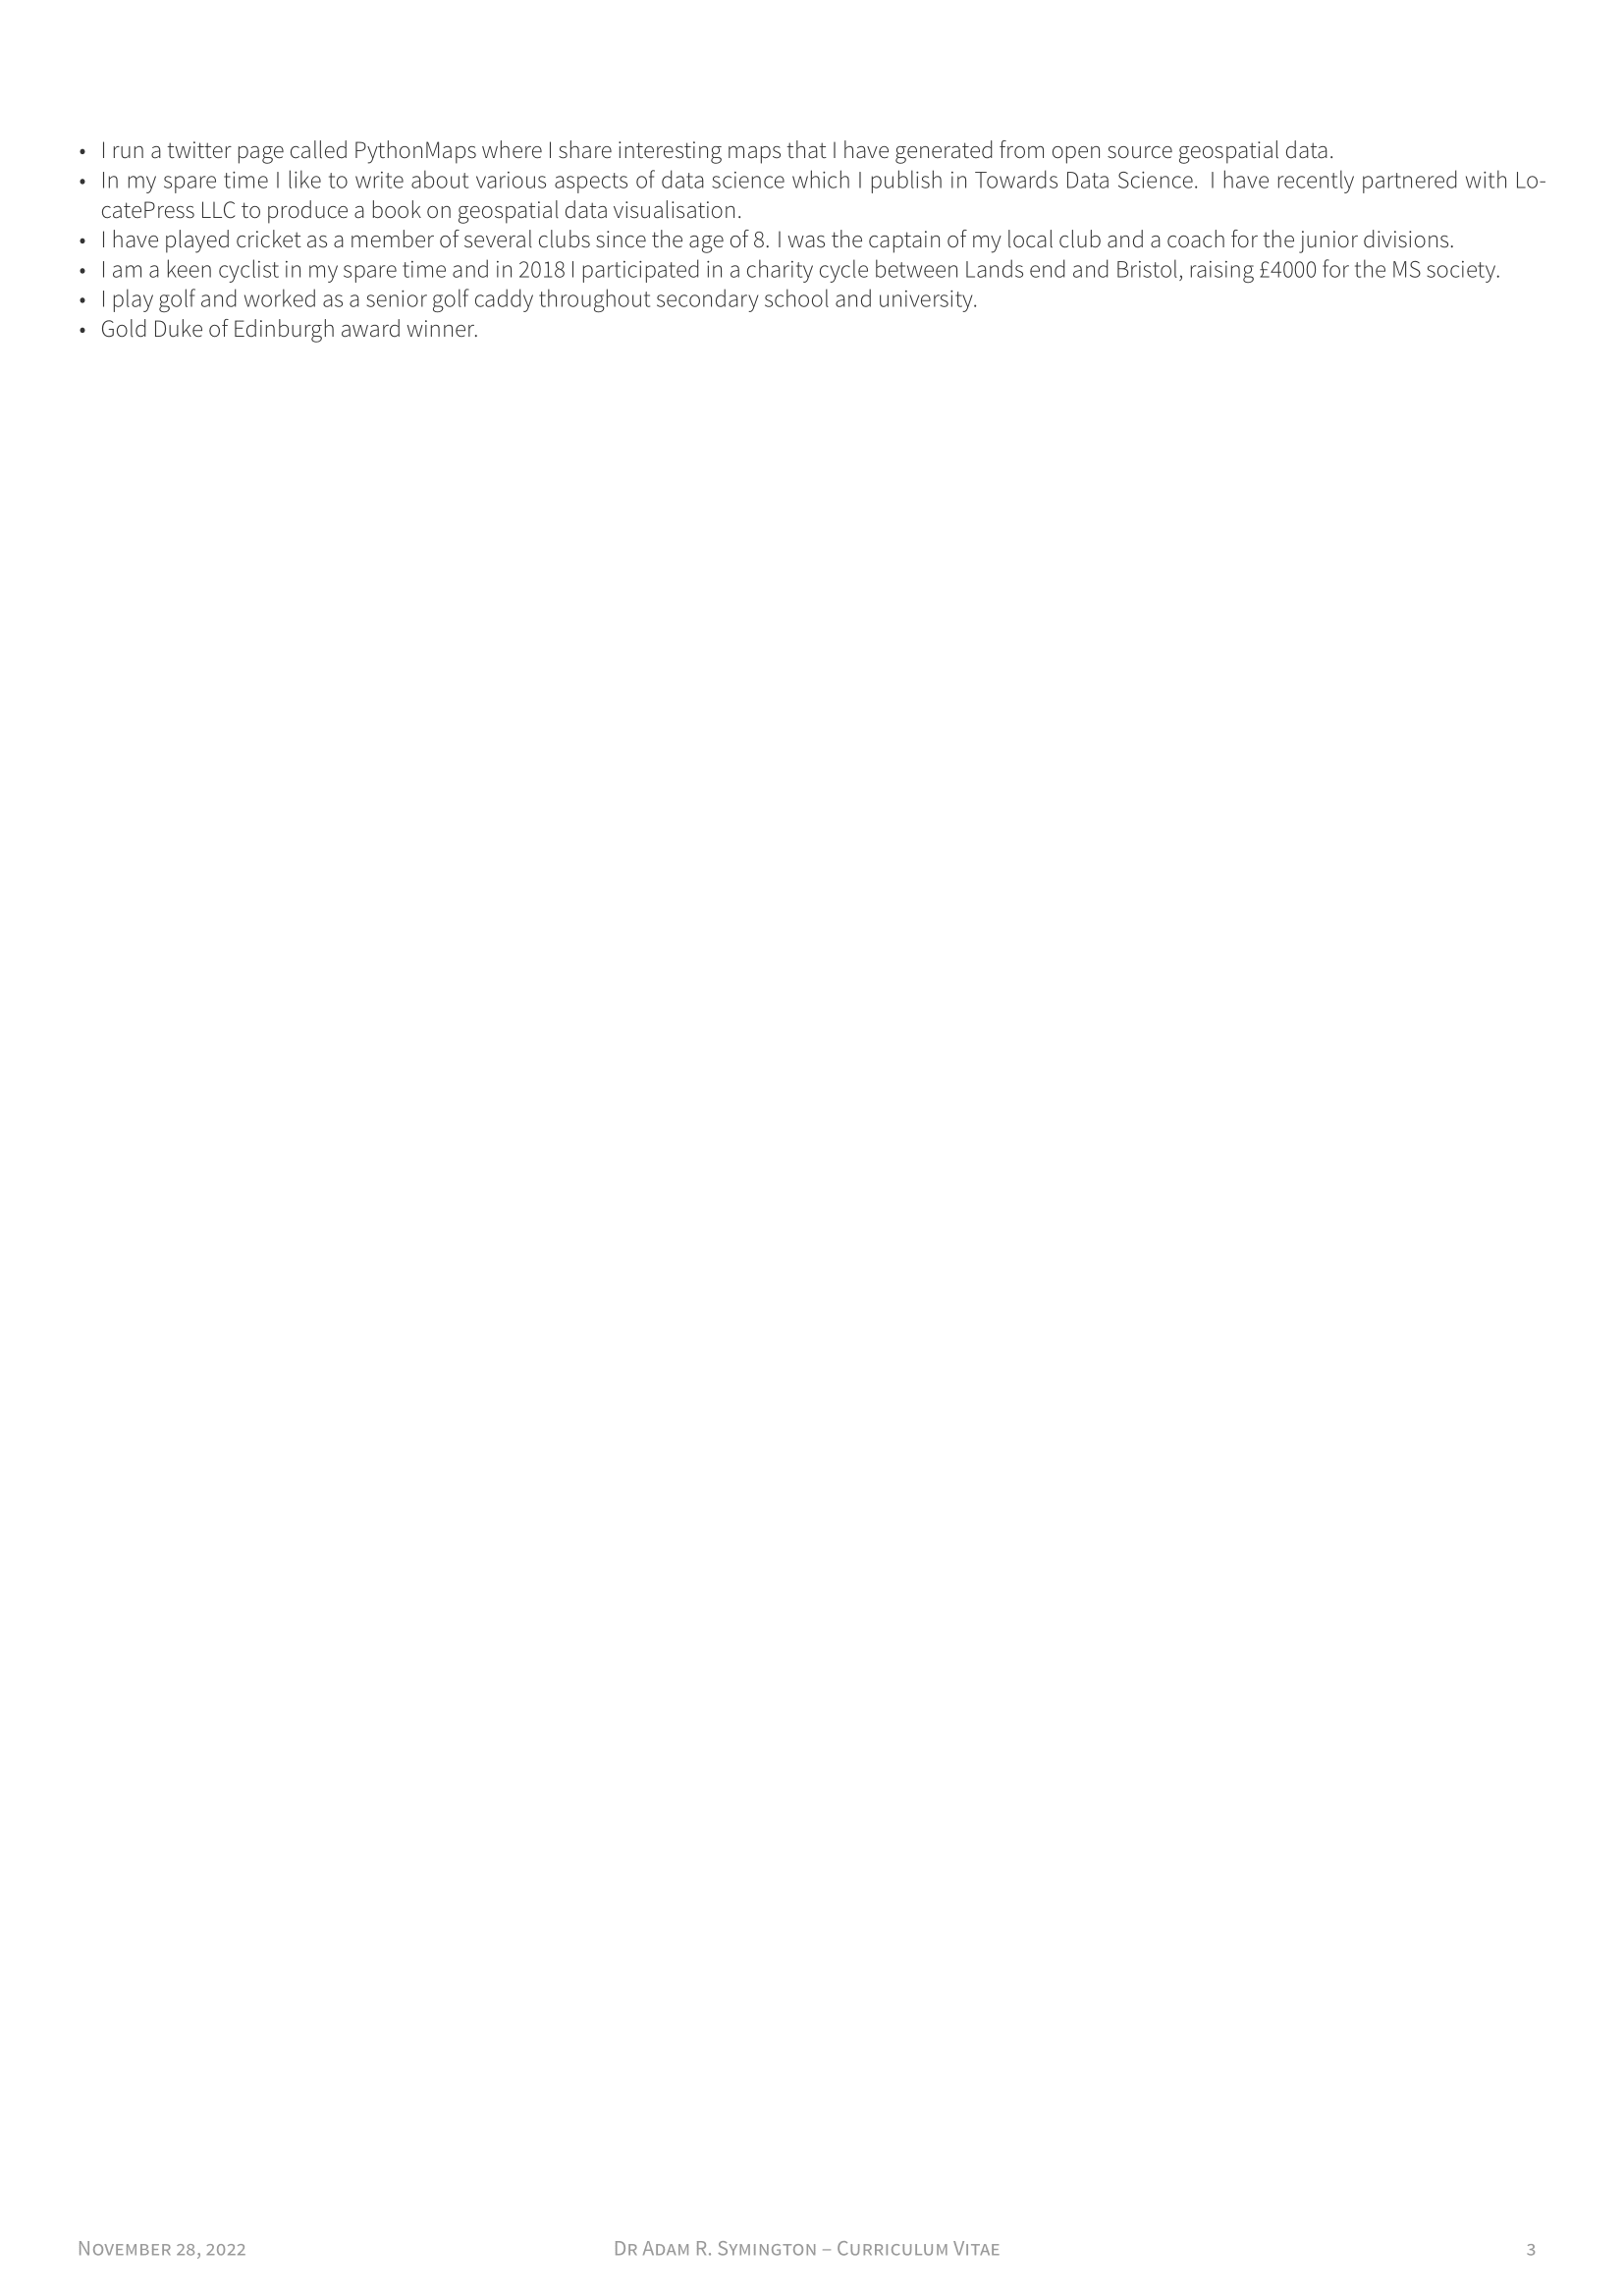 • I run a twitter page called PythonMaps where I share interesting maps that I have generated from open source geospatial data.
• In my spare time I like to write about various aspects of data science which I publish in Towards Data Science. I have recently partnered with Lo-
catePress LLC to produce a book on geospatial data visualisation.
• I have played cricket as a member of several clubs since the age of 8. I was the captain of my local club and a coach for the junior divisions.
• I am a keen cyclist in my spare time and in 2018 I participated in a charity cycle between Lands end and Bristol, raising £4000 for the MS society.
• I play golf and worked as a senior golf caddy throughout secondary school and university.
• Gold Duke of Edinburgh award winner.
November 28, 2022 Dr Adam R. Symington – Curriculum Vitae 3